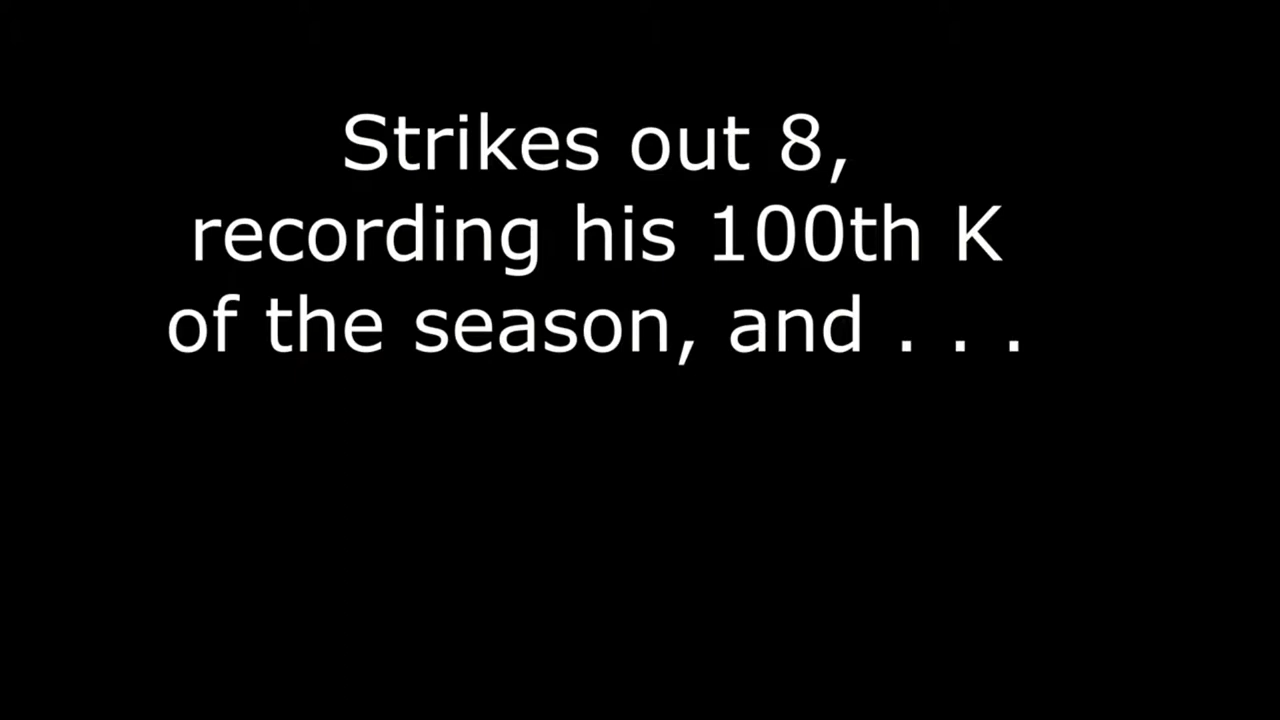 Strikes out 8,
recording his 100th K
of the season, and . . .